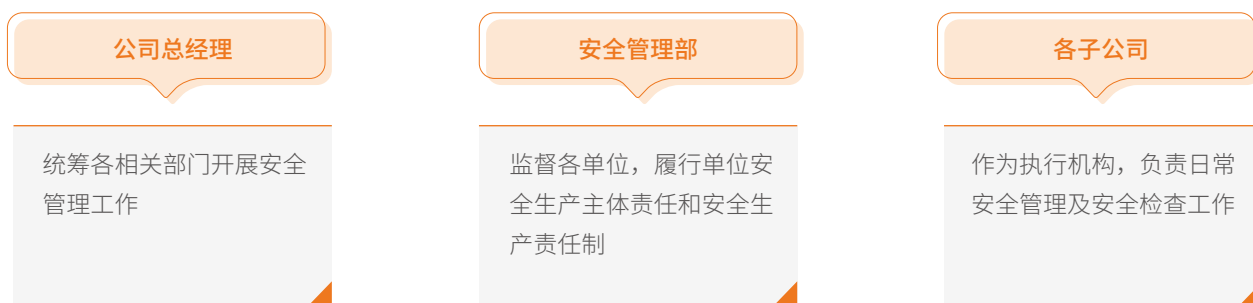 公司总经理
统筹各相关部门开展安全
管理工作
安全管理部
监督各单位，履行单位安
全生产主体责任和安全生
产责任制
各子公司
作为执行机构，负责日常
安全管理及安全检查工作